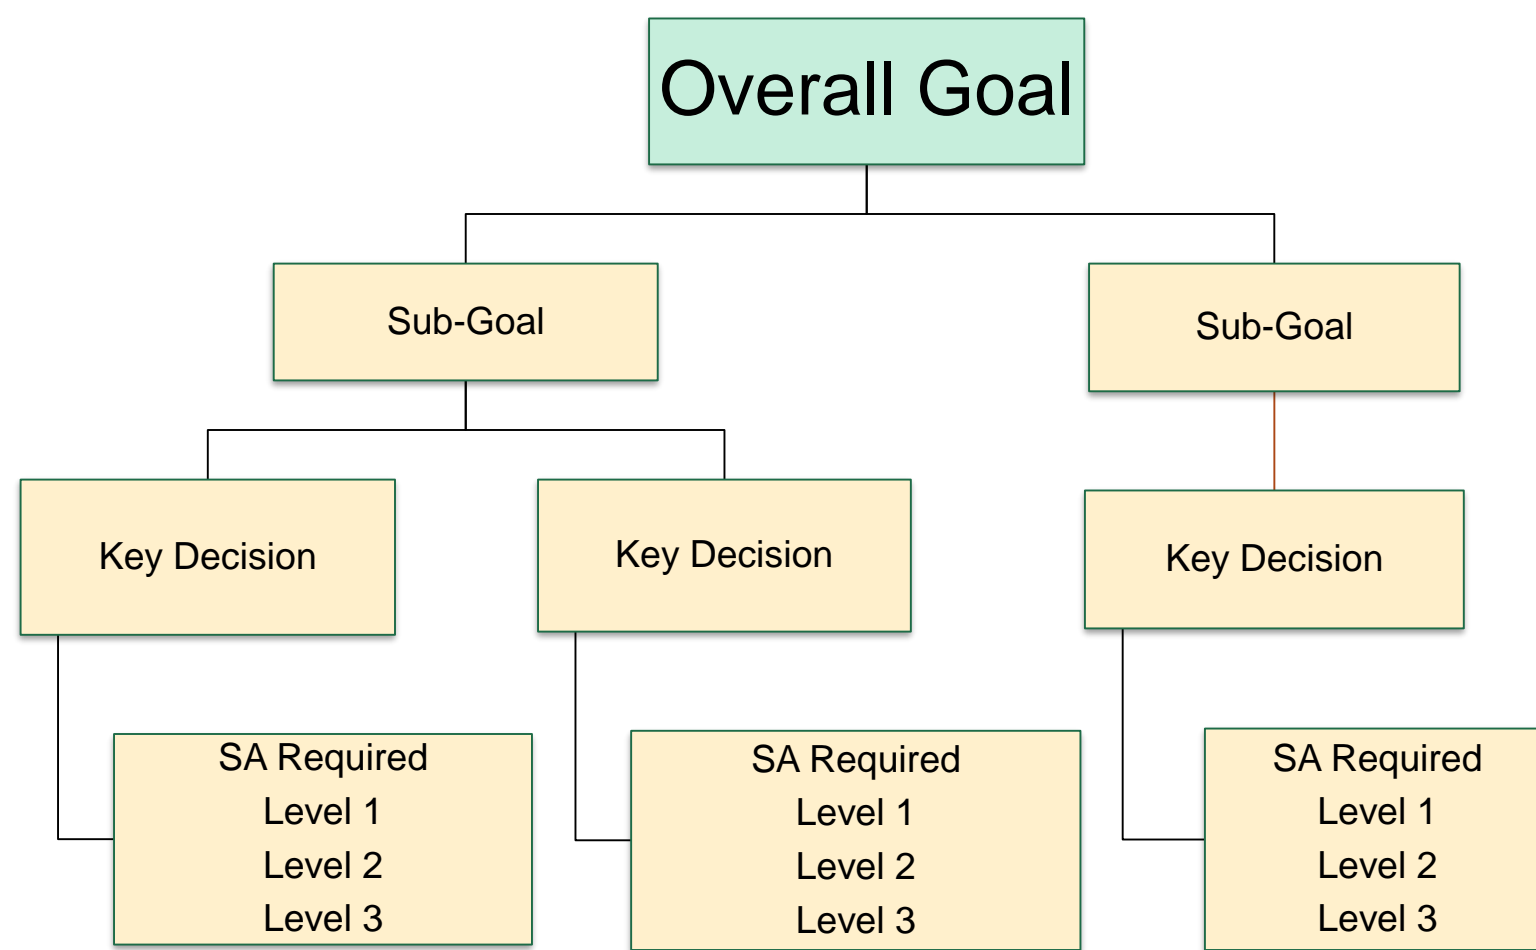 Overall Goal
Sub-Goal
Sub-Goal
Key Decision
Key Decision
Key Decision
SA Required
Level 1
Level 2
Level 3
SA Required
Level 1
Level 2
Level 3
SA Required
Level 1
Level 2
Level 3